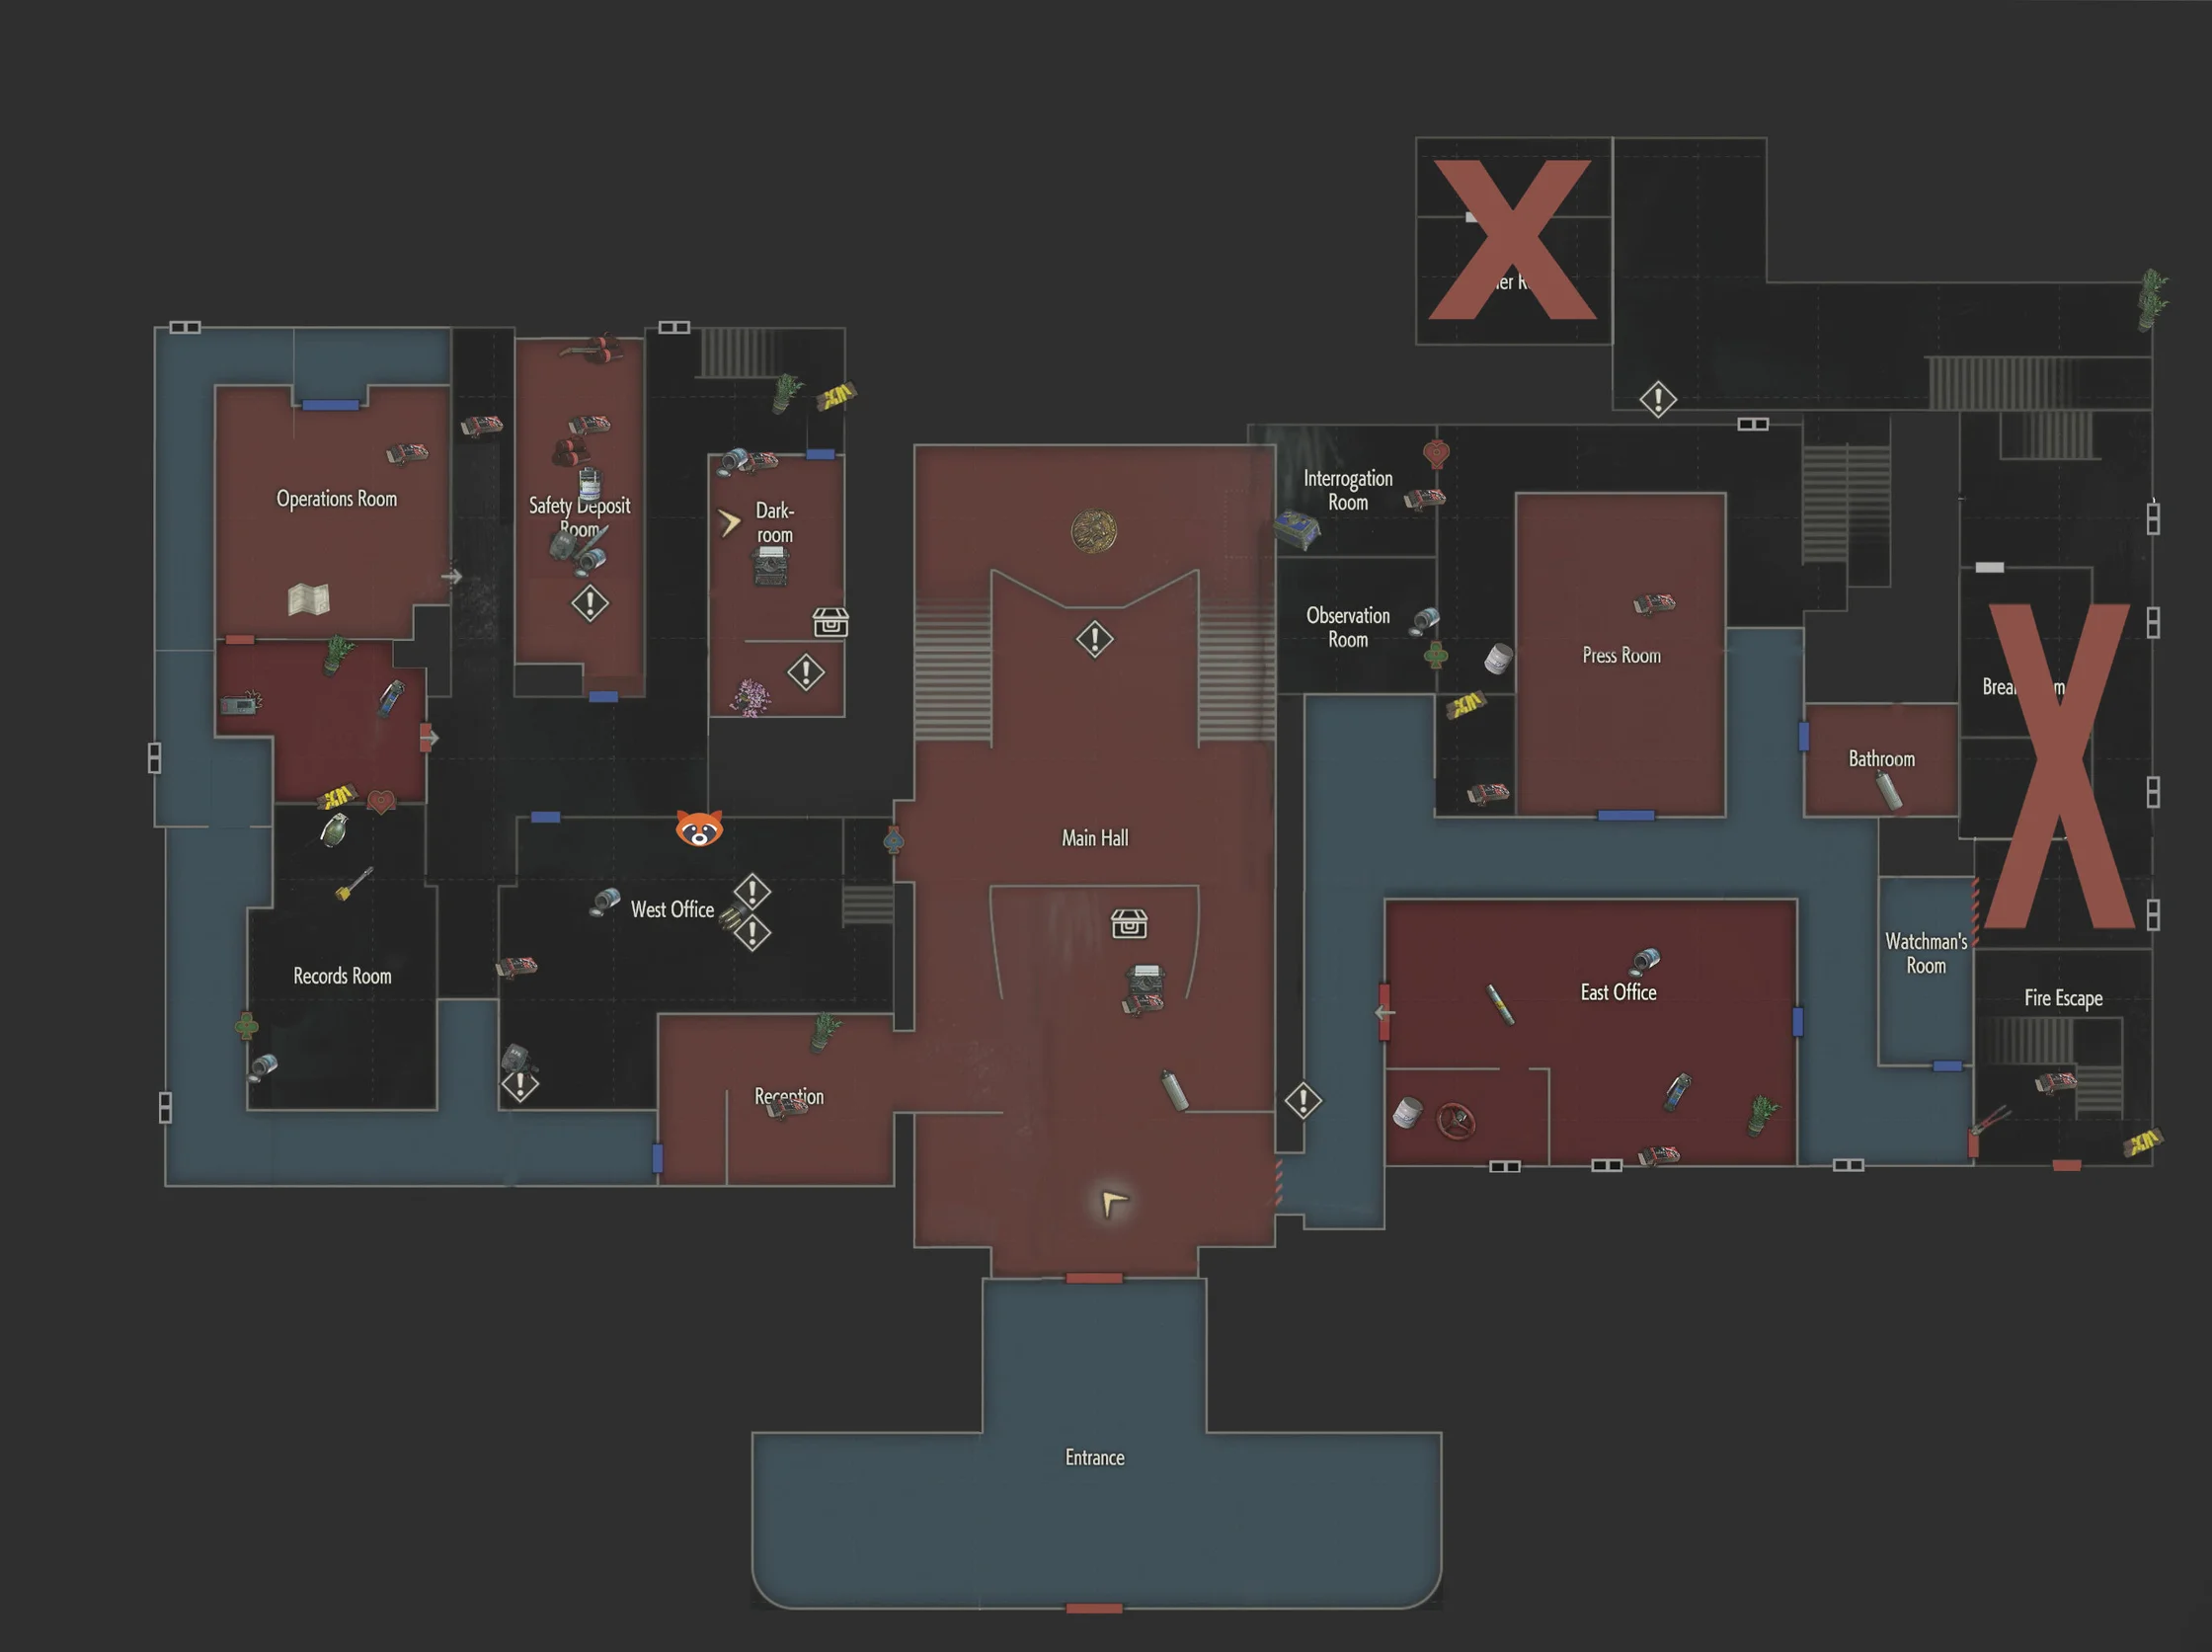 Operations Room
Safety Deposit
Room
Dark-
room
Interrogation
Room
Observation
Room
Press Room
Bathroom
Main Hall
West Office
Records Room
Watchman's
Room
East Office
Fire Escape
Reception
Entrance